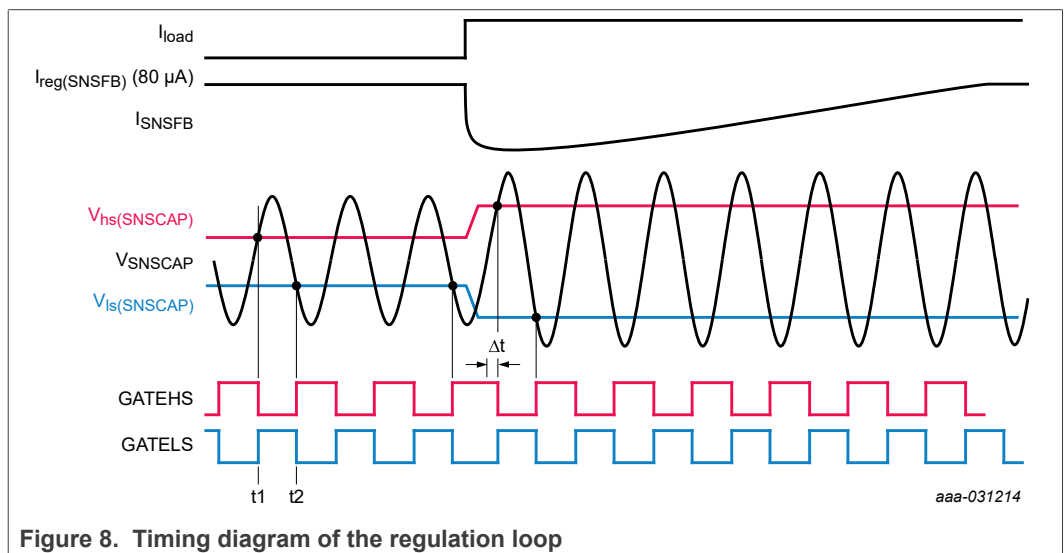 Iload
Ireg(SNSFB) (80 µA)
ISNSFB
Vhs(SNSCAP)
VSNSCAP
Vls(SNSCAP)
Δt
GATEHS
GATELS
t1 t2
aaa-031214
Figure 8. Timing diagram of the regulation loop